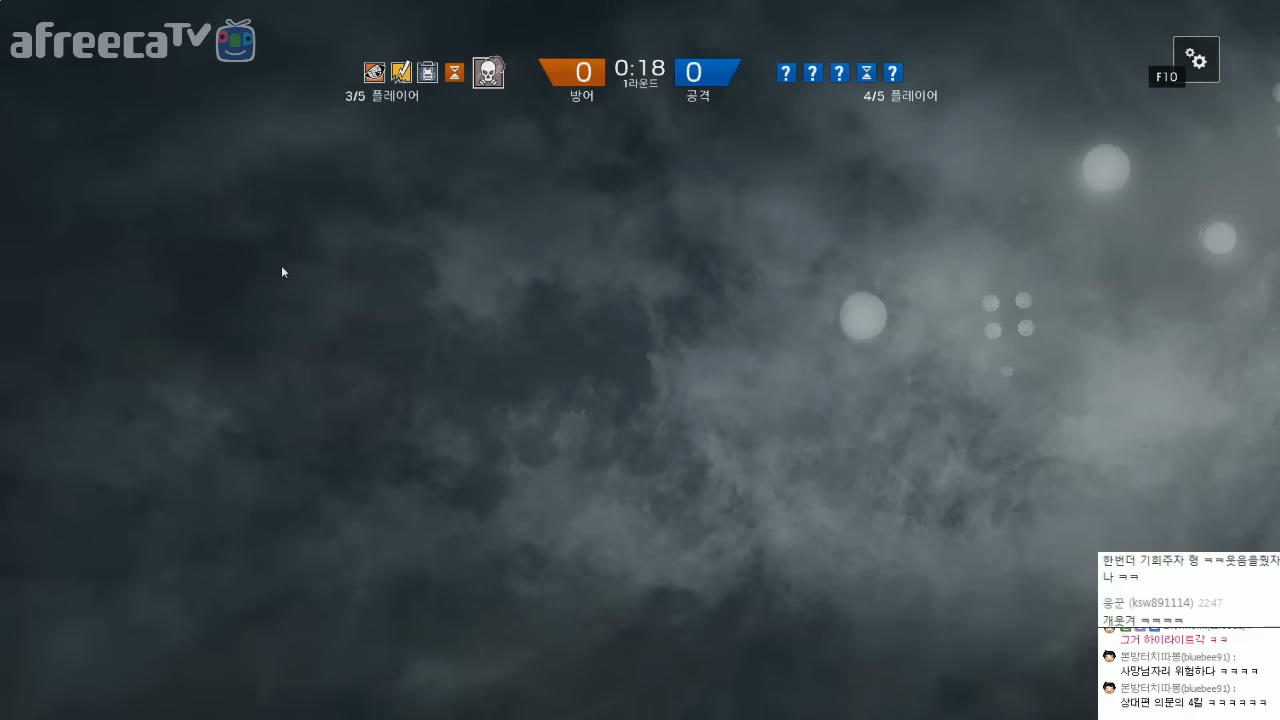 afreecaTV
0 0:18 0
1라운드
3/5 플레이어 방어 공격 4/5 플레이어
? ? ? ?
F10
한번더 기회주자 형 ㅋㅋ웃음을줬자
나 ㅋㅋ
웅꾼 (ksw891114) 22:47
개웃겨 ㅋㅋㅋㅋ
그거 하이라이트각 ㅋㅋ
본방터치따봉(bluebee91) :
사망님자리 위험하다 ㅋㅋㅋㅋ
본방터치따봉(bluebee91) :
상대편 의문의 4킬 ㅋㅋㅋㅋㅋㅋ